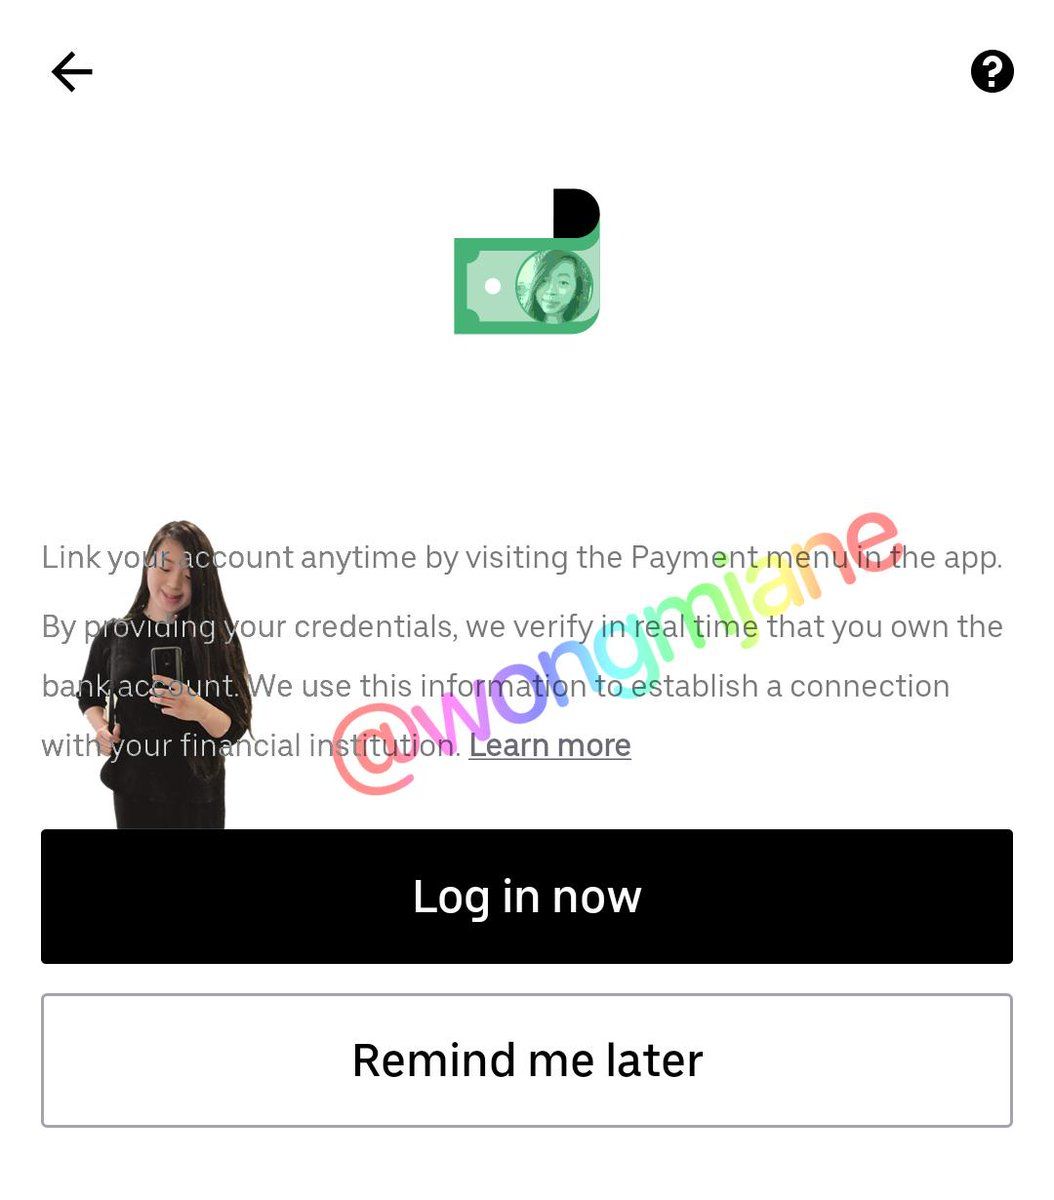 Link your account anytime by visiting the Payment menu in the app.
By providing your credentials, we verify in real time that you own the
bank account. We use this information to establish a connection
with your financial institution. Learn more
@wongmjane
Log in now
Remind me later